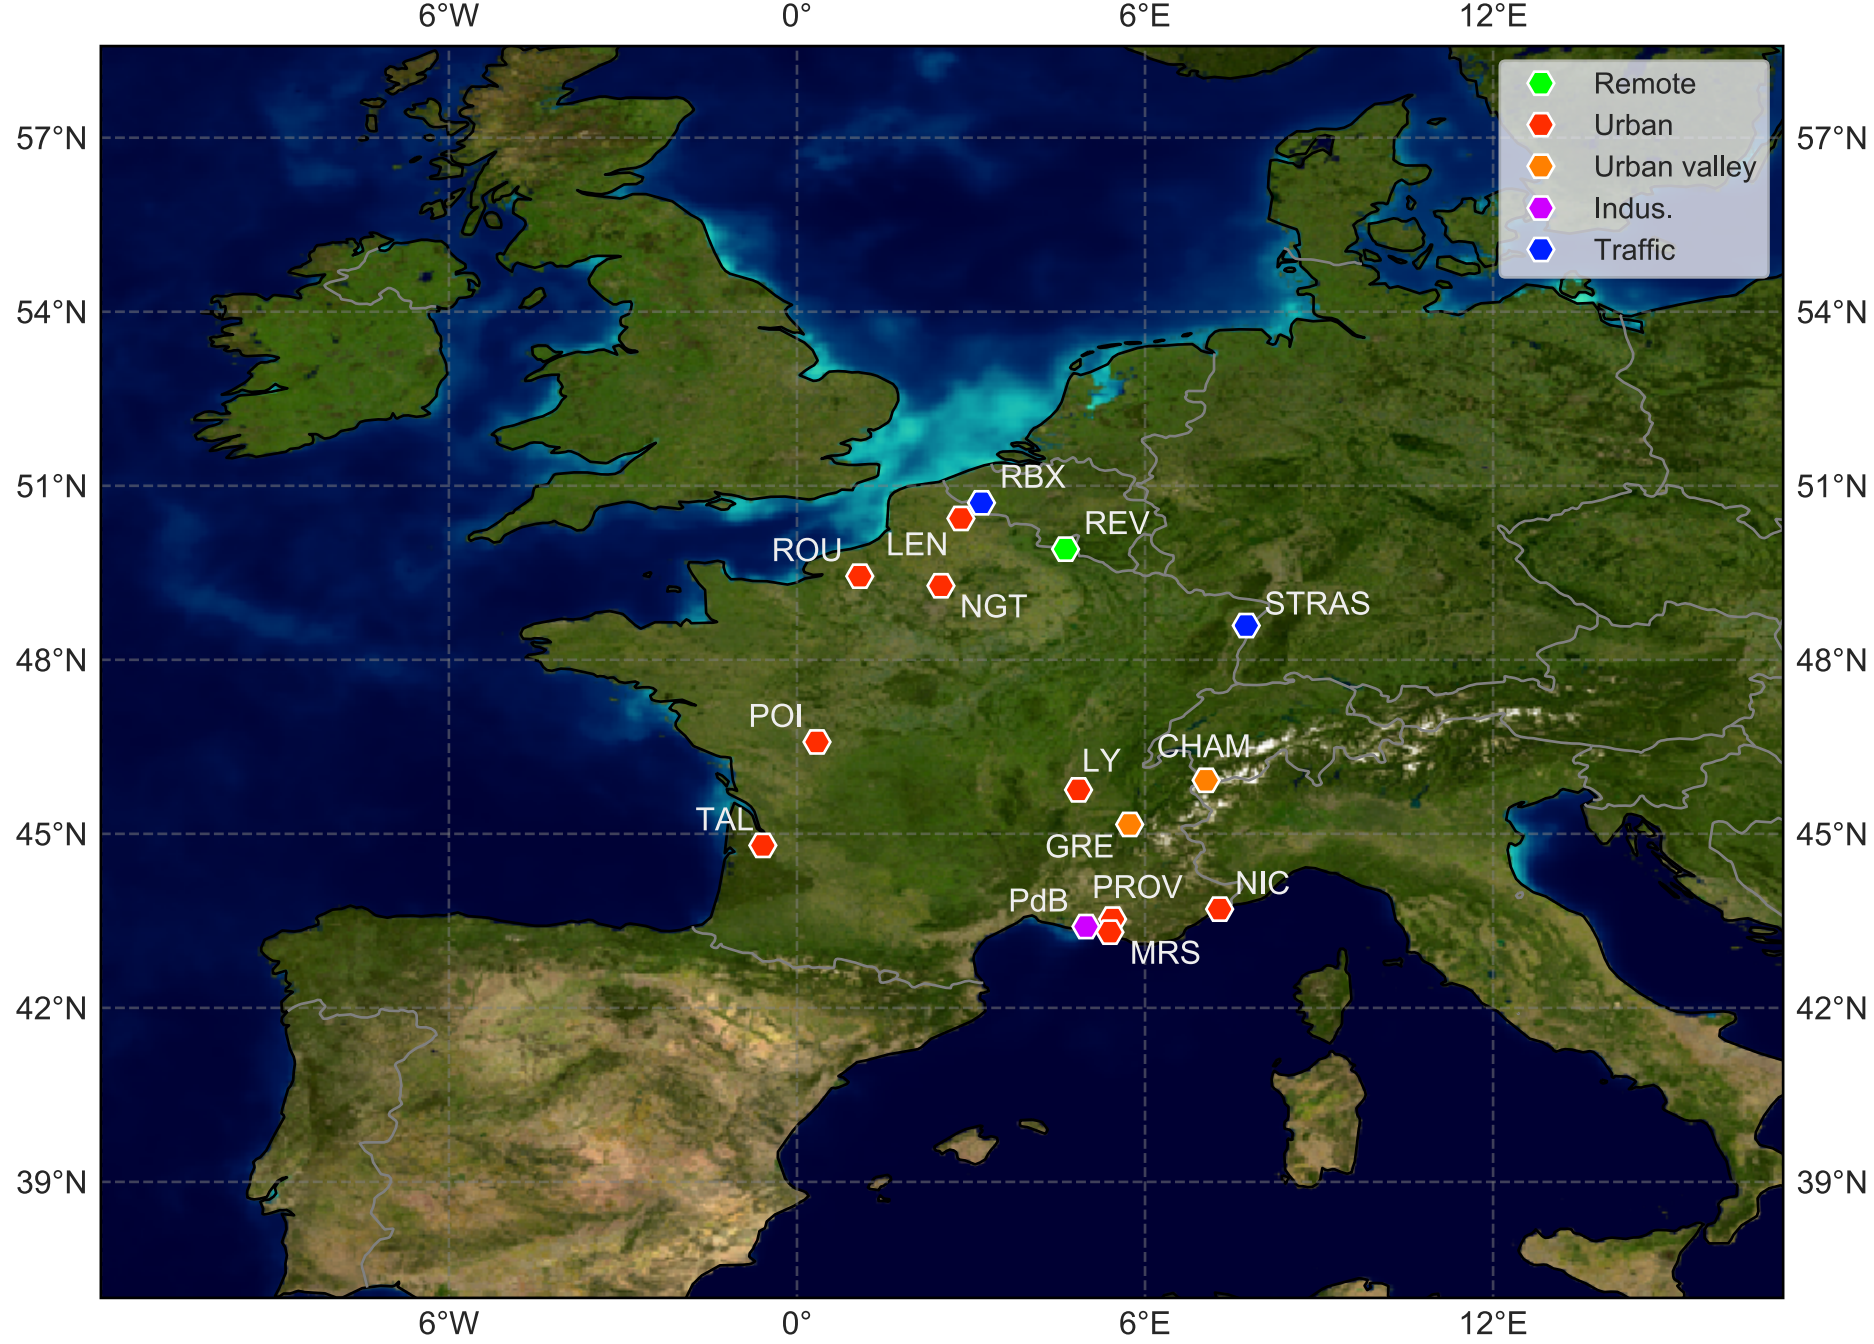 6°W 0° 6°E 12°E
Remote
57°N Urban 57°N
Urban valley
Indus.
Traffic
54°N 54°N
51°N RBX 51°N
REV
ROU LEN
NGT STRAS
48°N 48°N
POI
LY CHAM
TAL
45°N GRE 45°N
PdB PROV NIC
MRS
42°N 42°N
39°N 39°N
6°W 0° 6°E 12°E